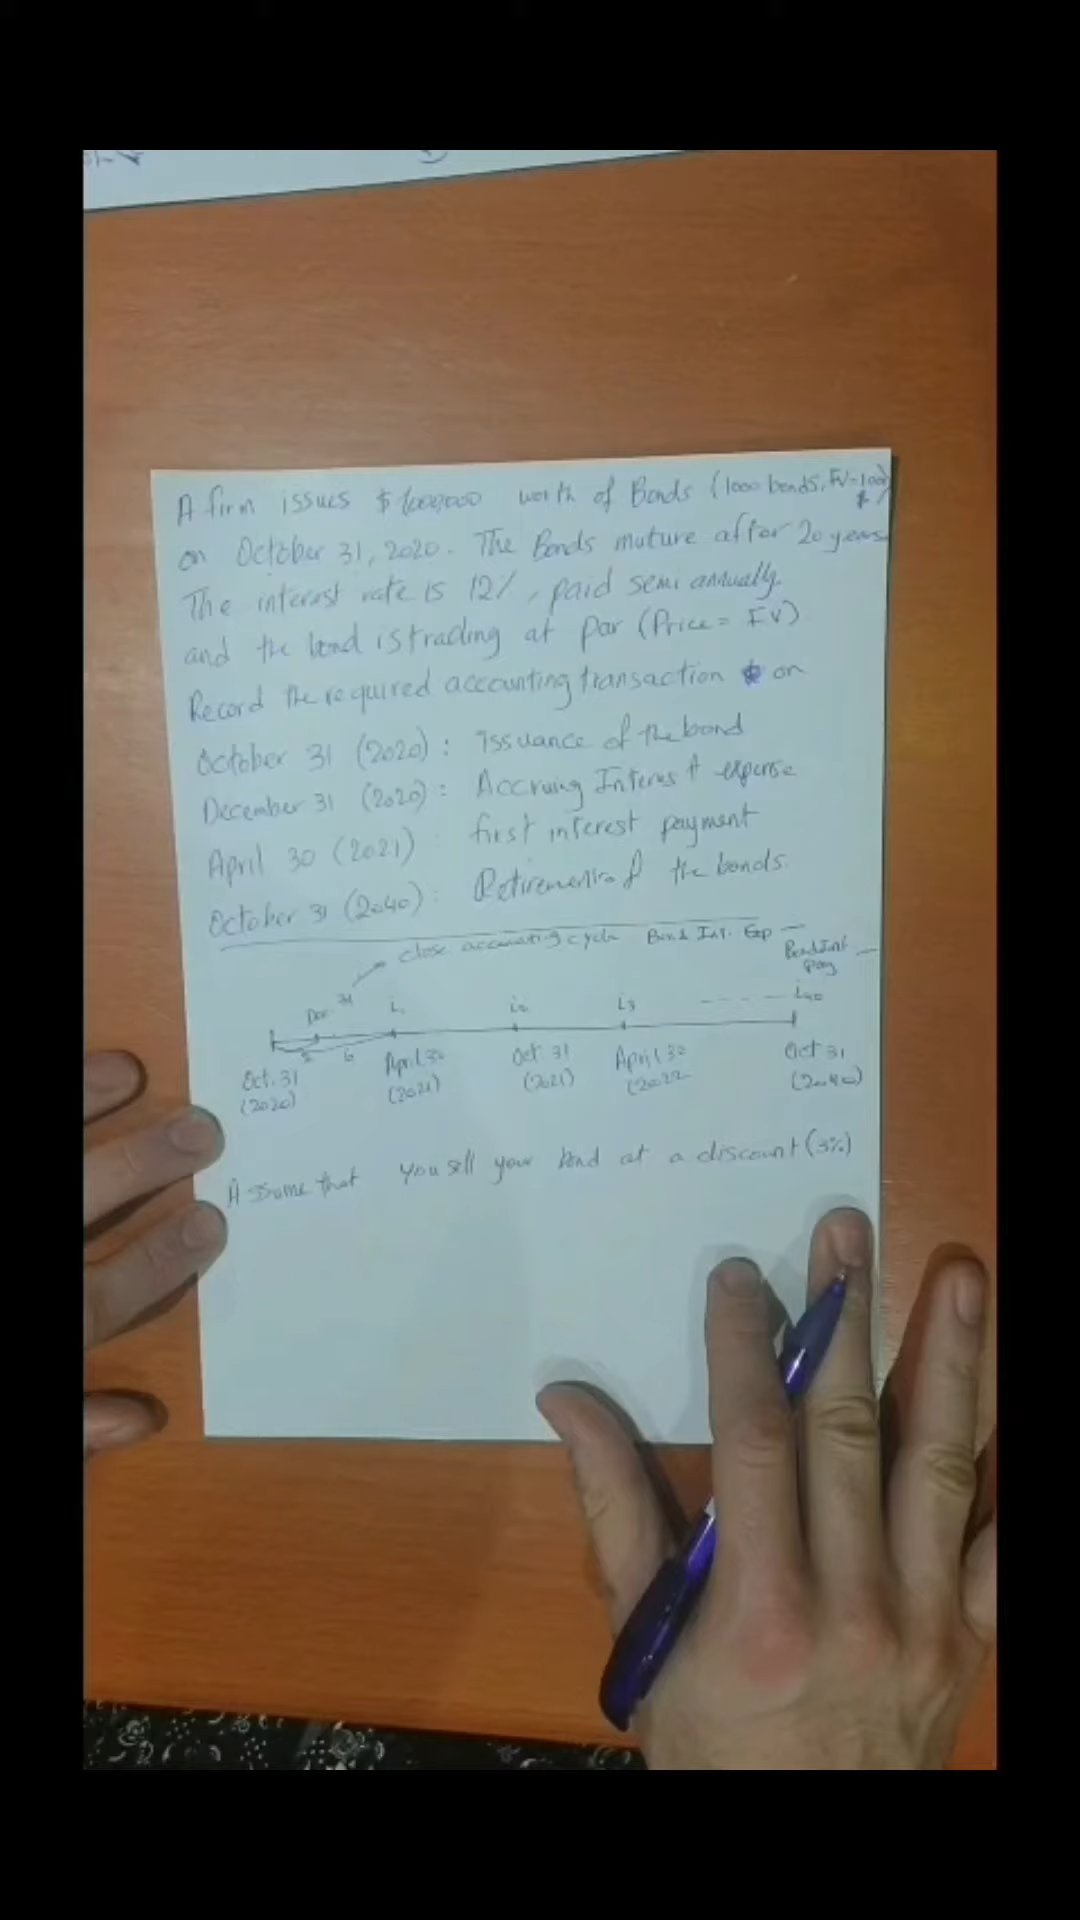 A firm issues $1000,000 worth of Bonds (1000 bonds, FV=1000$)
on October 31, 2020. The Bonds mature after 20 years.
The interest rate is 12%, paid semi annually.
and the bond is trading at par (Price = FV)
Record the required accounting transaction on
October 31 (2020): issuance of the bond
December 31 (2020): Accruing Interest expense
April 30 (2021): first interest payment
October 31 (2040): Retirement of the bonds.
close accounting cycle Bond Int. Exp —
Bond Int Pay —
Dec 31 i1 i2 i3 i40
2 6
Oct. 31 April 30 Oct 31 April 30 Oct 31
(2020) (2021) (2021) (2022 (2040)
Assume that you sell your bond at a discount (3%)